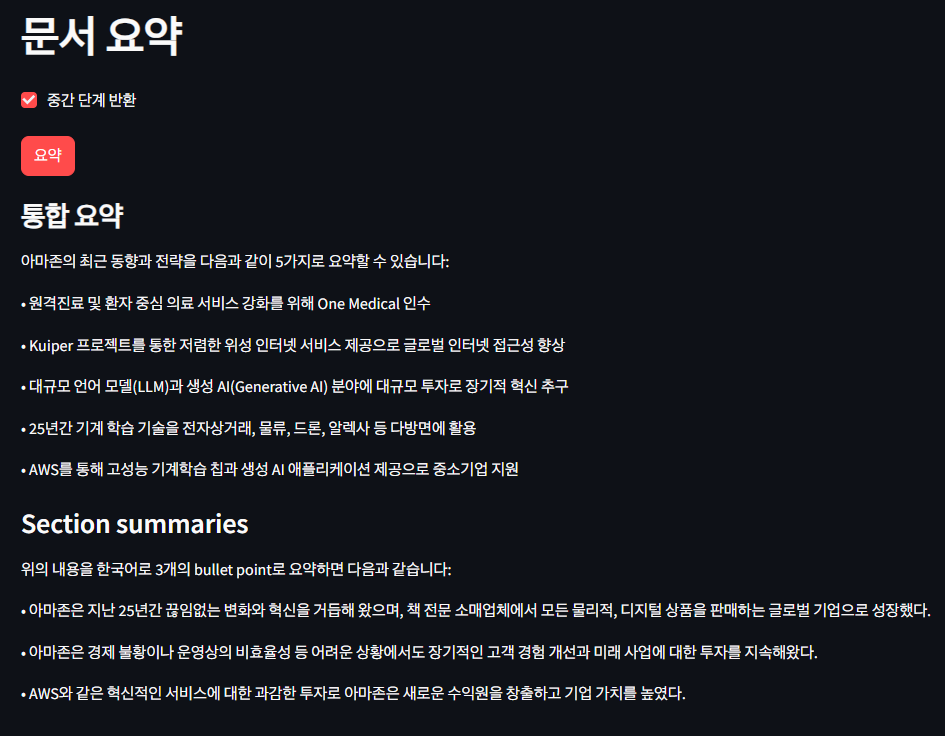 문서 요약
중간 단계 반환
요약
통합 요약
아마존의 최근 동향과 전략을 다음과 같이 5가지로 요약할 수 있습니다:
• 원격진료 및 환자 중심 의료 서비스 강화를 위해 One Medical 인수
• Kuiper 프로젝트를 통한 저렴한 위성 인터넷 서비스 제공으로 글로벌 인터넷 접근성 향상
• 대규모 언어 모델(LLM)과 생성 AI(Generative AI) 분야에 대규모 투자로 장기적 혁신 추구
• 25년간 기계 학습 기술을 전자상거래, 물류, 드론, 알렉사 등 다방면에 활용
• AWS를 통해 고성능 기계학습 칩과 생성 AI 애플리케이션 제공으로 중소기업 지원
Section summaries
위의 내용을 한국어로 3개의 bullet point로 요약하면 다음과 같습니다:
• 아마존은 지난 25년간 끊임없는 변화와 혁신을 거듭해 왔으며, 책 전문 소매업체에서 모든 물리적, 디지털 상품을 판매하는 글로벌 기업으로 성장했다.
• 아마존은 경제 불황이나 운영상의 비효율성 등 어려운 상황에서도 장기적인 고객 경험 개선과 미래 사업에 대한 투자를 지속해왔다.
• AWS와 같은 혁신적인 서비스에 대한 과감한 투자로 아마존은 새로운 수익원을 창출하고 기업 가치를 높였다.